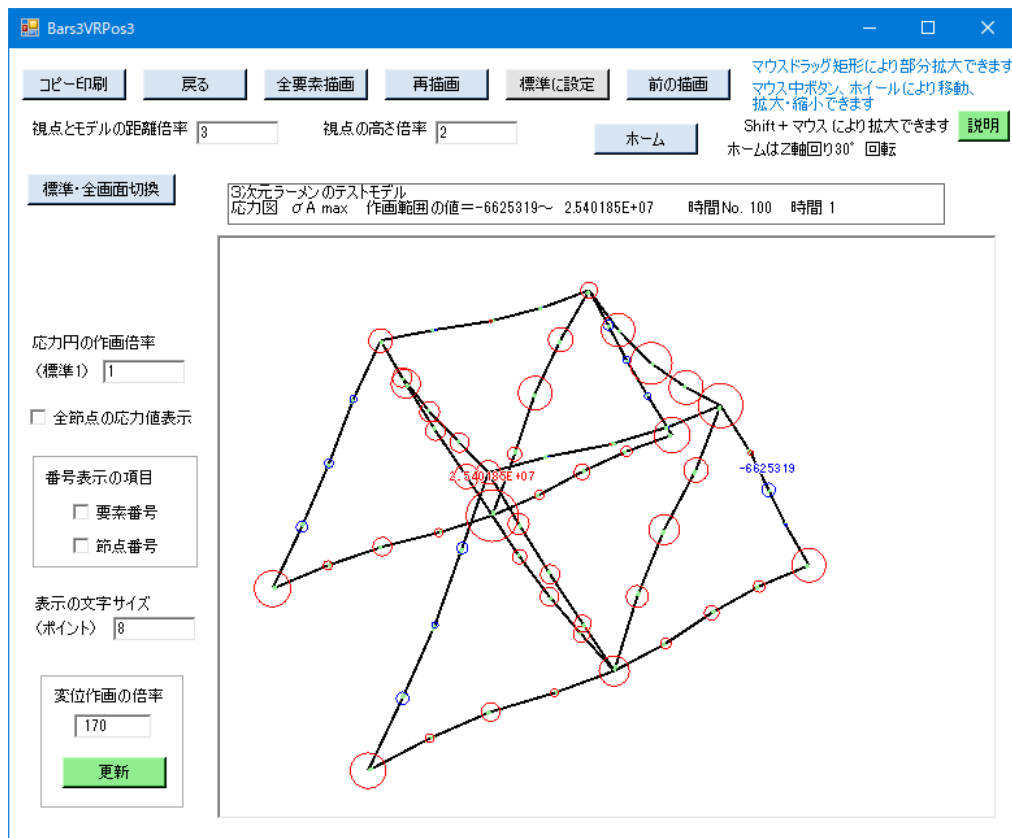 Bars3VRPos3
コピー印刷 戻る 全要素描画 再描画 標準に設定 前の描画
マウスドラッグ矩形により部分拡大できます
マウス中ボタン、ホイールにより移動、
拡大・縮小できます
視点とモデルの距離倍率 3 視点の高さ倍率 2 ホーム
Shift+マウスにより拡大できます 説明
ホームはZ軸回り30°回転
標準・全画面切換
3次元ラーメンのテストモデル
応力図 σA max 作画範囲の値=-6625319～ 2.540185E+07 時間No. 100 時間 1
応力円の作画倍率
(標準1) 1
全節点の応力値表示
番号表示の項目
要素番号
節点番号
表示の文字サイズ
(ポイント) 8
変位作画の倍率
170
更新
-6625319
2.540185E+07